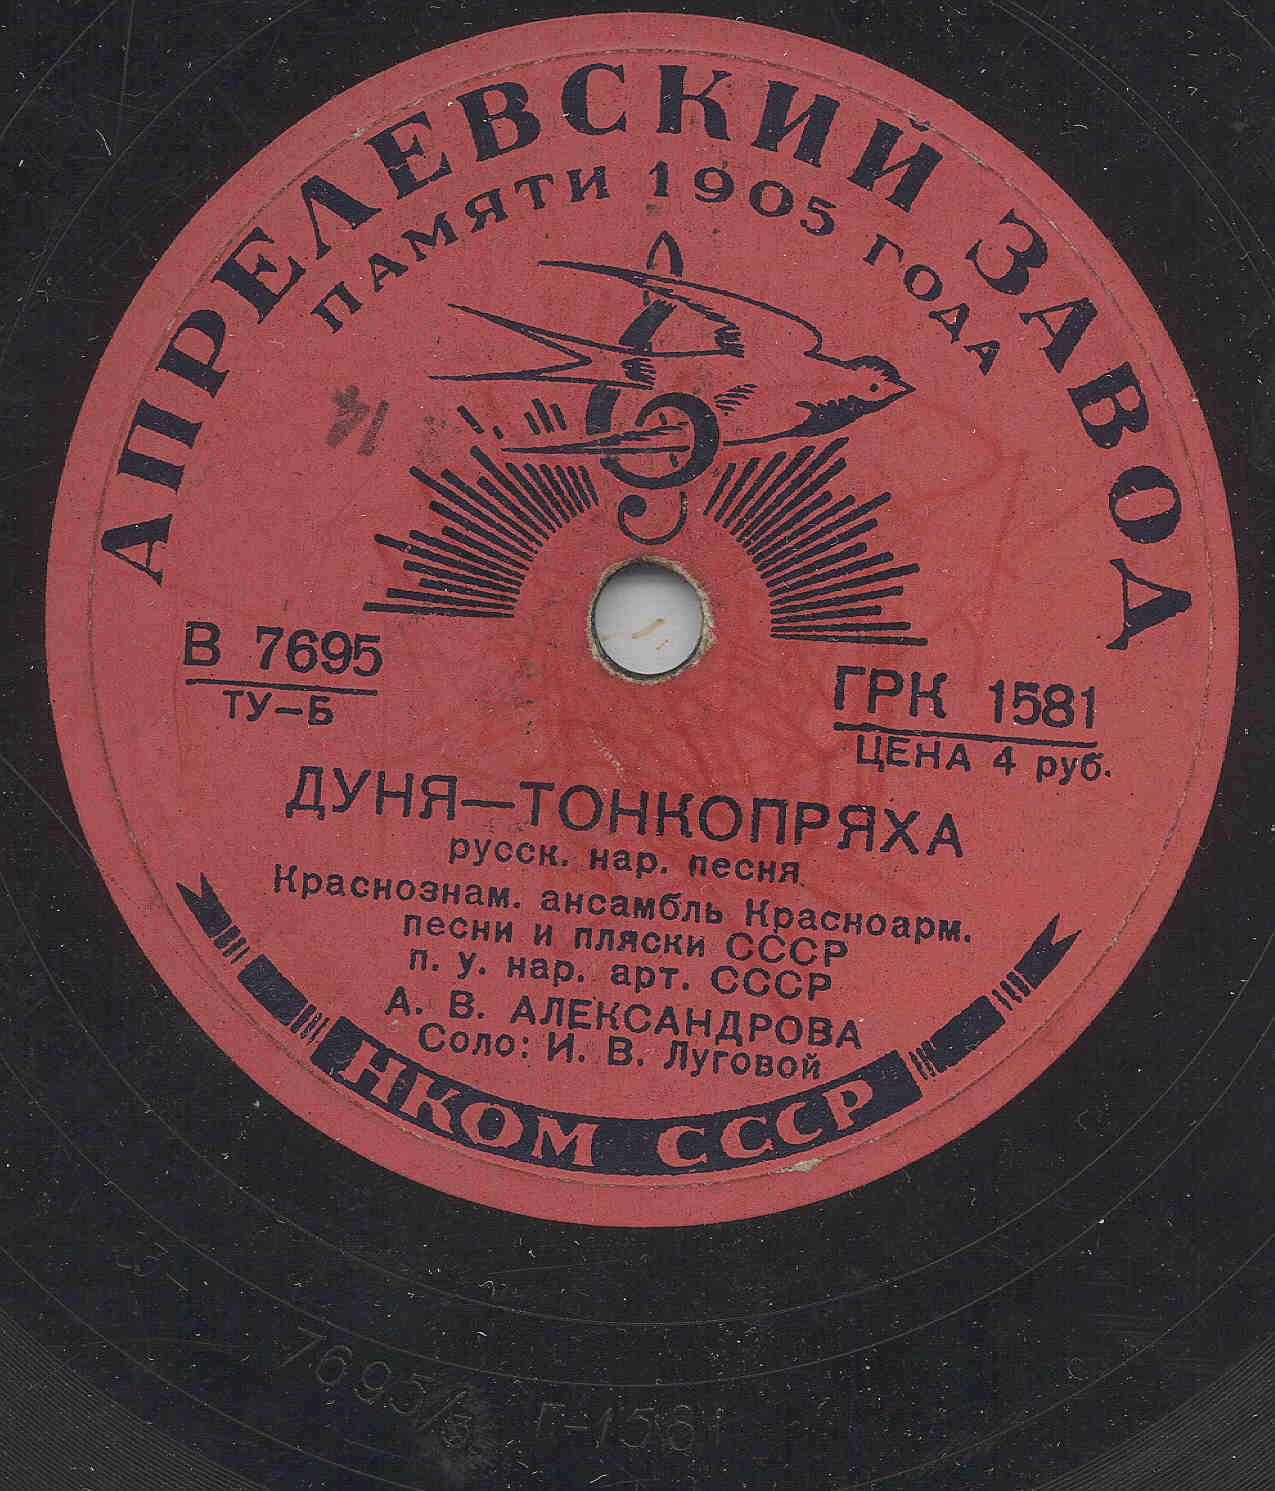 АПРЕЛЕВСКИЙ ЗАВОД
ПАМЯТИ 1905 ГОДА
14
В 7695
ТУ–Б
ГРК 1581
ЦЕНА 4 руб.
ДУНЯ–ТОНКОПРЯХА
русск. нар. песня
Краснознам. ансамбль Красноарм.
песни и пляски СССР
п. у. нар. арт. СССР
А. В. АЛЕКСАНДРОВА
Соло: И. В. Луговой
НКОМ СССР
7695/3 Г-1581